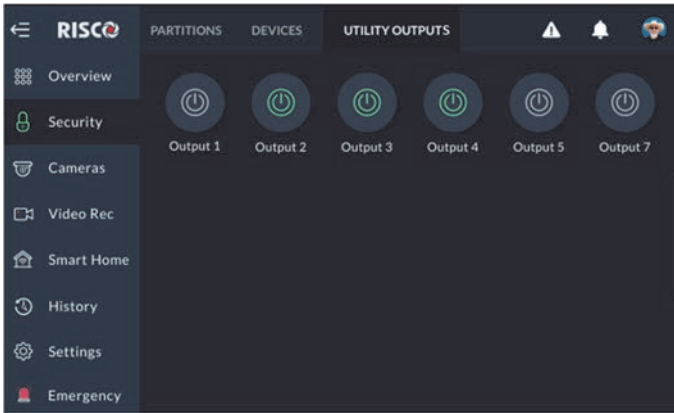 RISCO
PARTITIONS DEVICES UTILITY OUTPUTS
Overview
Security
Output 1 Output 2 Output 3 Output 4 Output 5 Output 7
Cameras
Video Rec
Smart Home
History
Settings
Emergency